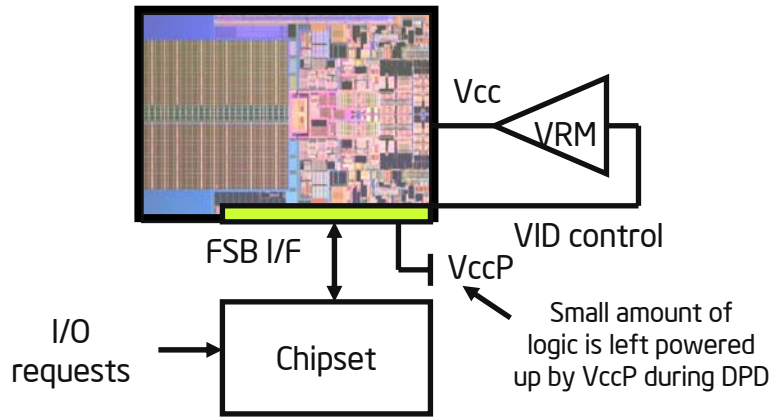 Vcc
VRM
FSB I/F
VID control
VccP
I/O
requests
Chipset
Small amount of
logic is left powered
up by VccP during DPD